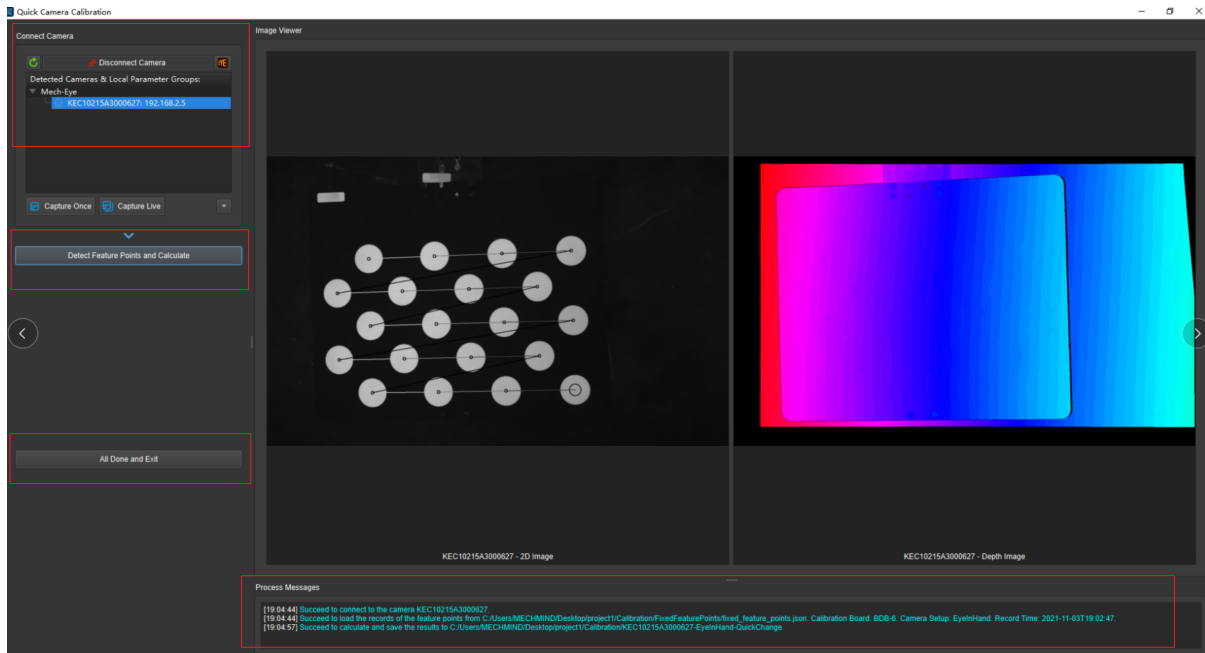 Quick Camera Calibration
Connect Camera
Image Viewer
Disconnect Camera
Detected Cameras & Local Parameter Groups:
Mech-Eye
KEC10215A3000627: 192.168.2.5
Capture Once
Capture Live
Detect Feature Points and Calculate
All Done and Exit
KEC10215A3000627 - 2D Image
KEC10215A3000627 - Depth Image
Process Messages
[19:04:44] Succeed to connect to the camera KEC10215A3000627.
[19:04:44] Succeed to load the records of the feature points from C:/Users/MECHMIND/Desktop/project1/Calibration/FixedFeaturePoints/fixed_feature_points.json. Calibration Board: BDB-6. Camera Setup: EyeInHand. Record Time: 2021-11-03T19:02:47.
[19:04:57] Succeed to calculate and save the results to C:/Users/MECHMIND/Desktop/project1/Calibration/KEC10215A3000627-EyeInHand-QuickChange.